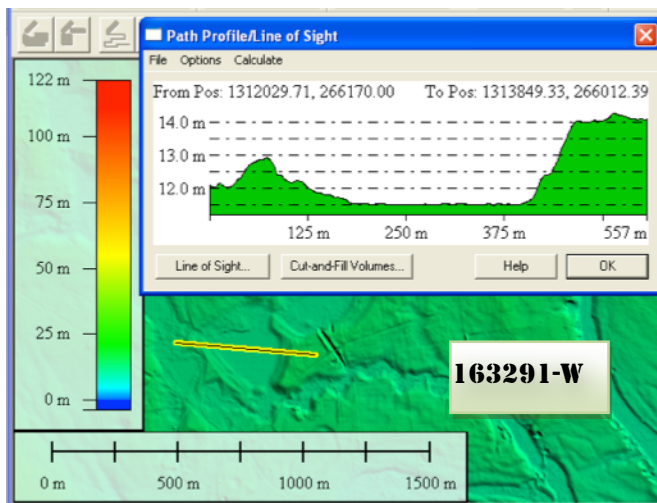 Path Profile/Line of Sight
File Options Calculate
From Pos: 1312029.71, 266170.00 To Pos: 1313849.33, 266012.39
14.0 m
13.0 m
12.0 m
125 m 250 m 375 m 557 m
Line of Sight... Cut-and-Fill Volumes... Help OK
122 m
100 m
75 m
50 m
25 m
0 m
163291-W
0 m 500 m 1000 m 1500 m